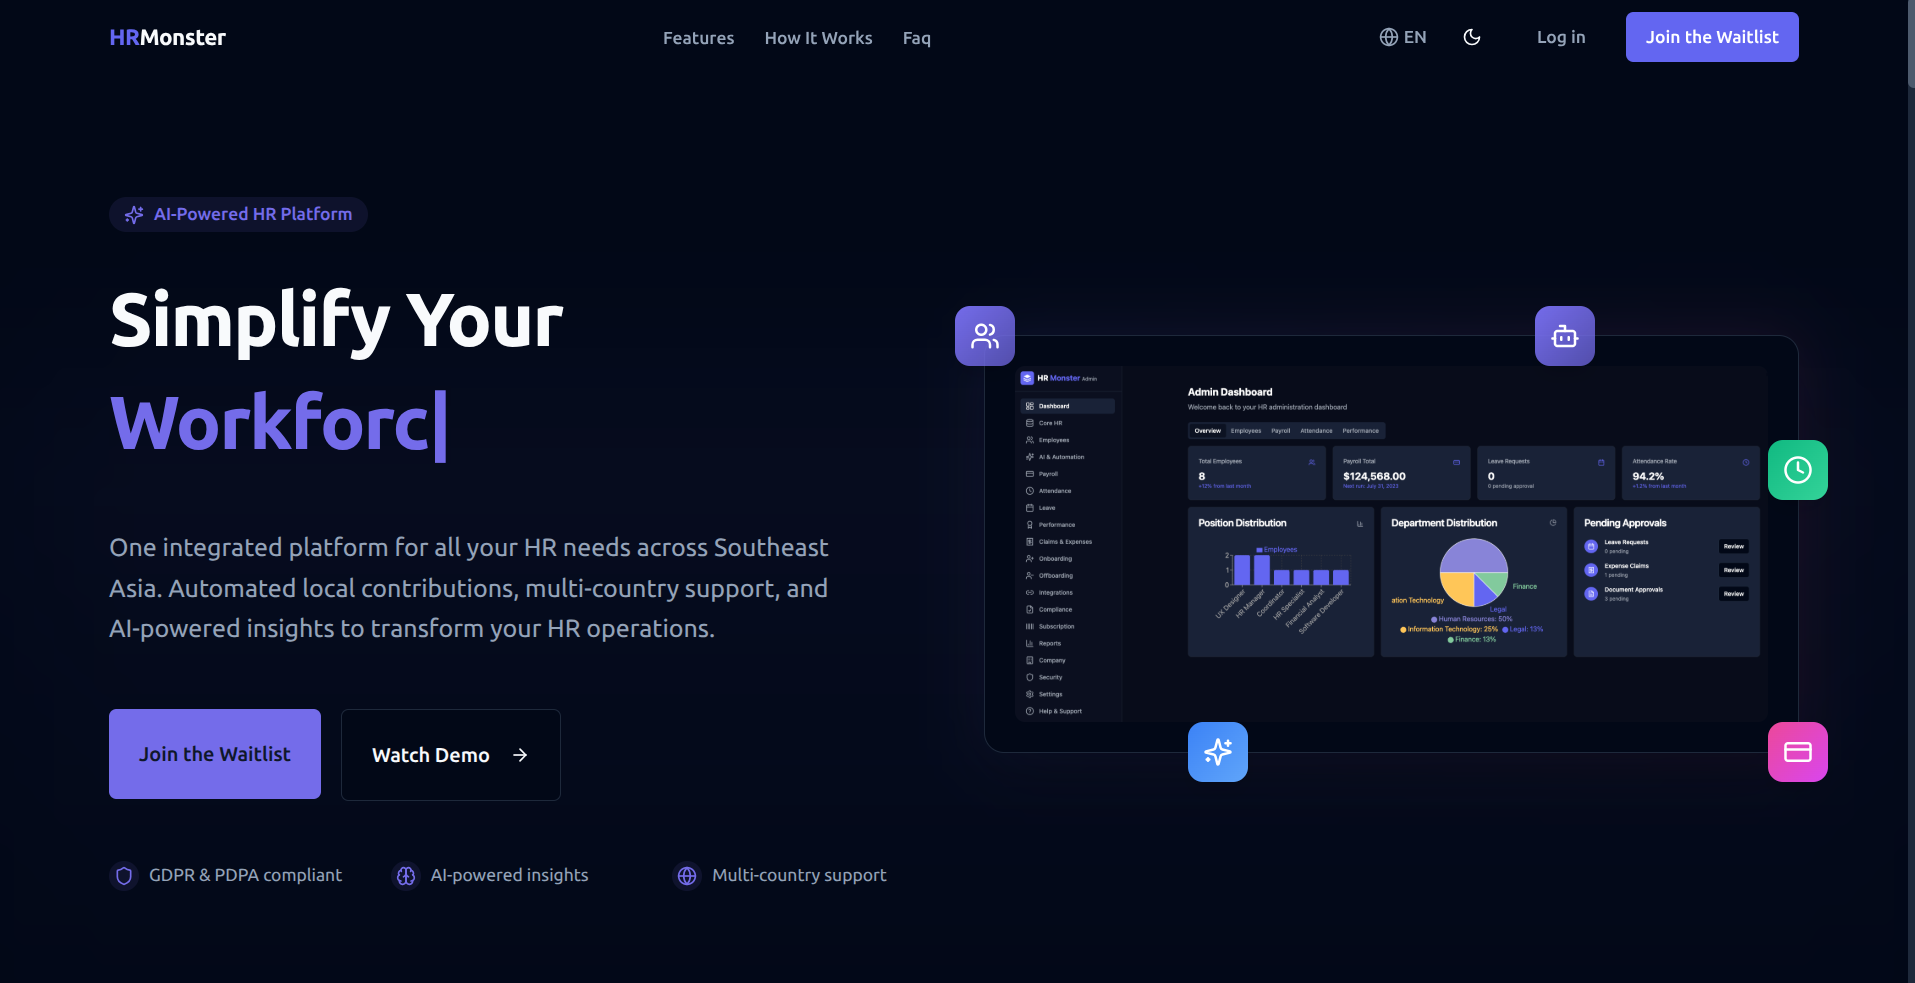 HRMonster
Features
How It Works
Faq
EN
Log in
Join the Waitlist
AI-Powered HR Platform
Simplify Your
Workforc|
One integrated platform for all your HR needs across Southeast
Asia. Automated local contributions, multi-country support, and
AI-powered insights to transform your HR operations.
Join the Waitlist
Watch Demo →
GDPR & PDPA compliant
AI-powered insights
Multi-country support
HR Monster Admin
Dashboard
Core HR
Employees
AI & Automation
Payroll
Attendance
Leave
Performance
Claims & Expenses
Onboarding
Offboarding
Integrations
Compliance
Subscription
Reports
Company
Security
Settings
Help & Support
Admin Dashboard
Welcome back to your HR administration dashboard
Overview
Employees
Payroll
Attendance
Performance
Total Employees
8
+12% from last month
Payroll Total
$124,568.00
Next run: July 31, 2023
Leave Requests
0
0 pending approval
Attendance Rate
94.2%
+1.2% from last month
Position Distribution
Employees
2
1
0
UX Designer
HR Manager
Coordinator
HR Specialist
Financial Analyst
Software Developer
Department Distribution
Finance
ation Technology
Legal
Human Resources: 50%
Information Technology: 25%
Legal: 13%
Finance: 13%
Pending Approvals
Leave Requests
0 pending
Review
Expense Claims
1 pending
Review
Document Approvals
3 pending
Review